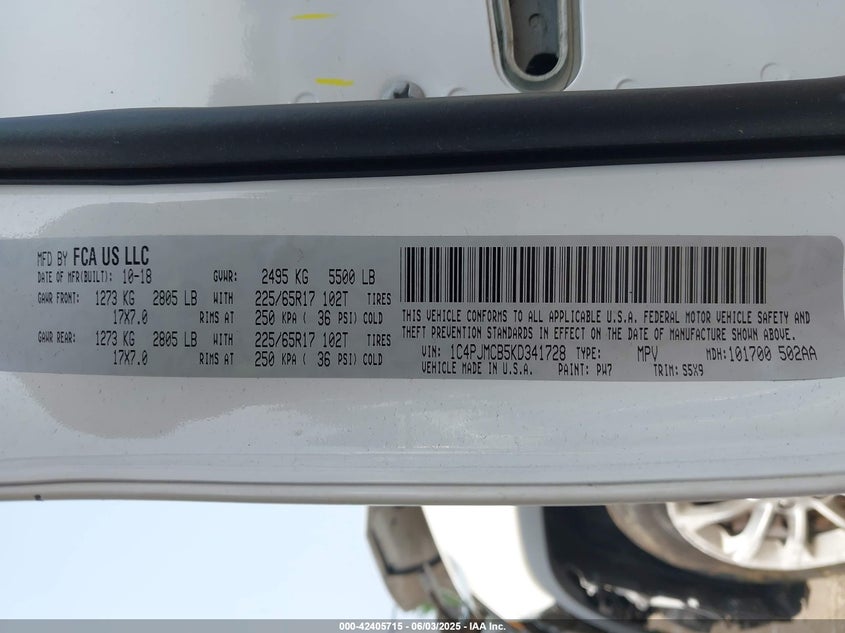 MFD BY FCA US LLC
DATE OF MFR(BUILT): 10-18 GVWR: 2495 KG 5500 LB
GAWR FRONT: 1273 KG 2805 LB WITH 225/65R17 102T TIRES
17X7.0 RIMS AT 250 KPA ( 36 PSI) COLD
GAWR REAR: 1273 KG 2805 LB WITH 225/65R17 102T TIRES
17X7.0 RIMS AT 250 KPA ( 36 PSI) COLD
THIS VEHICLE CONFORMS TO ALL APPLICABLE U.S.A. FEDERAL MOTOR VEHICLE SAFETY AND
THEFT PREVENTION STANDARDS IN EFFECT ON THE DATE OF MANUFACTURE SHOWN ABOVE.
VIN: 1C4PJMCB5KD341728 TYPE: MPV MDH: 101700 502AA
VEHICLE MADE IN U.S.A. PAINT: PW7 TRIM: S5X9
000-42405715 - 06/03/2025 - IAA Inc.